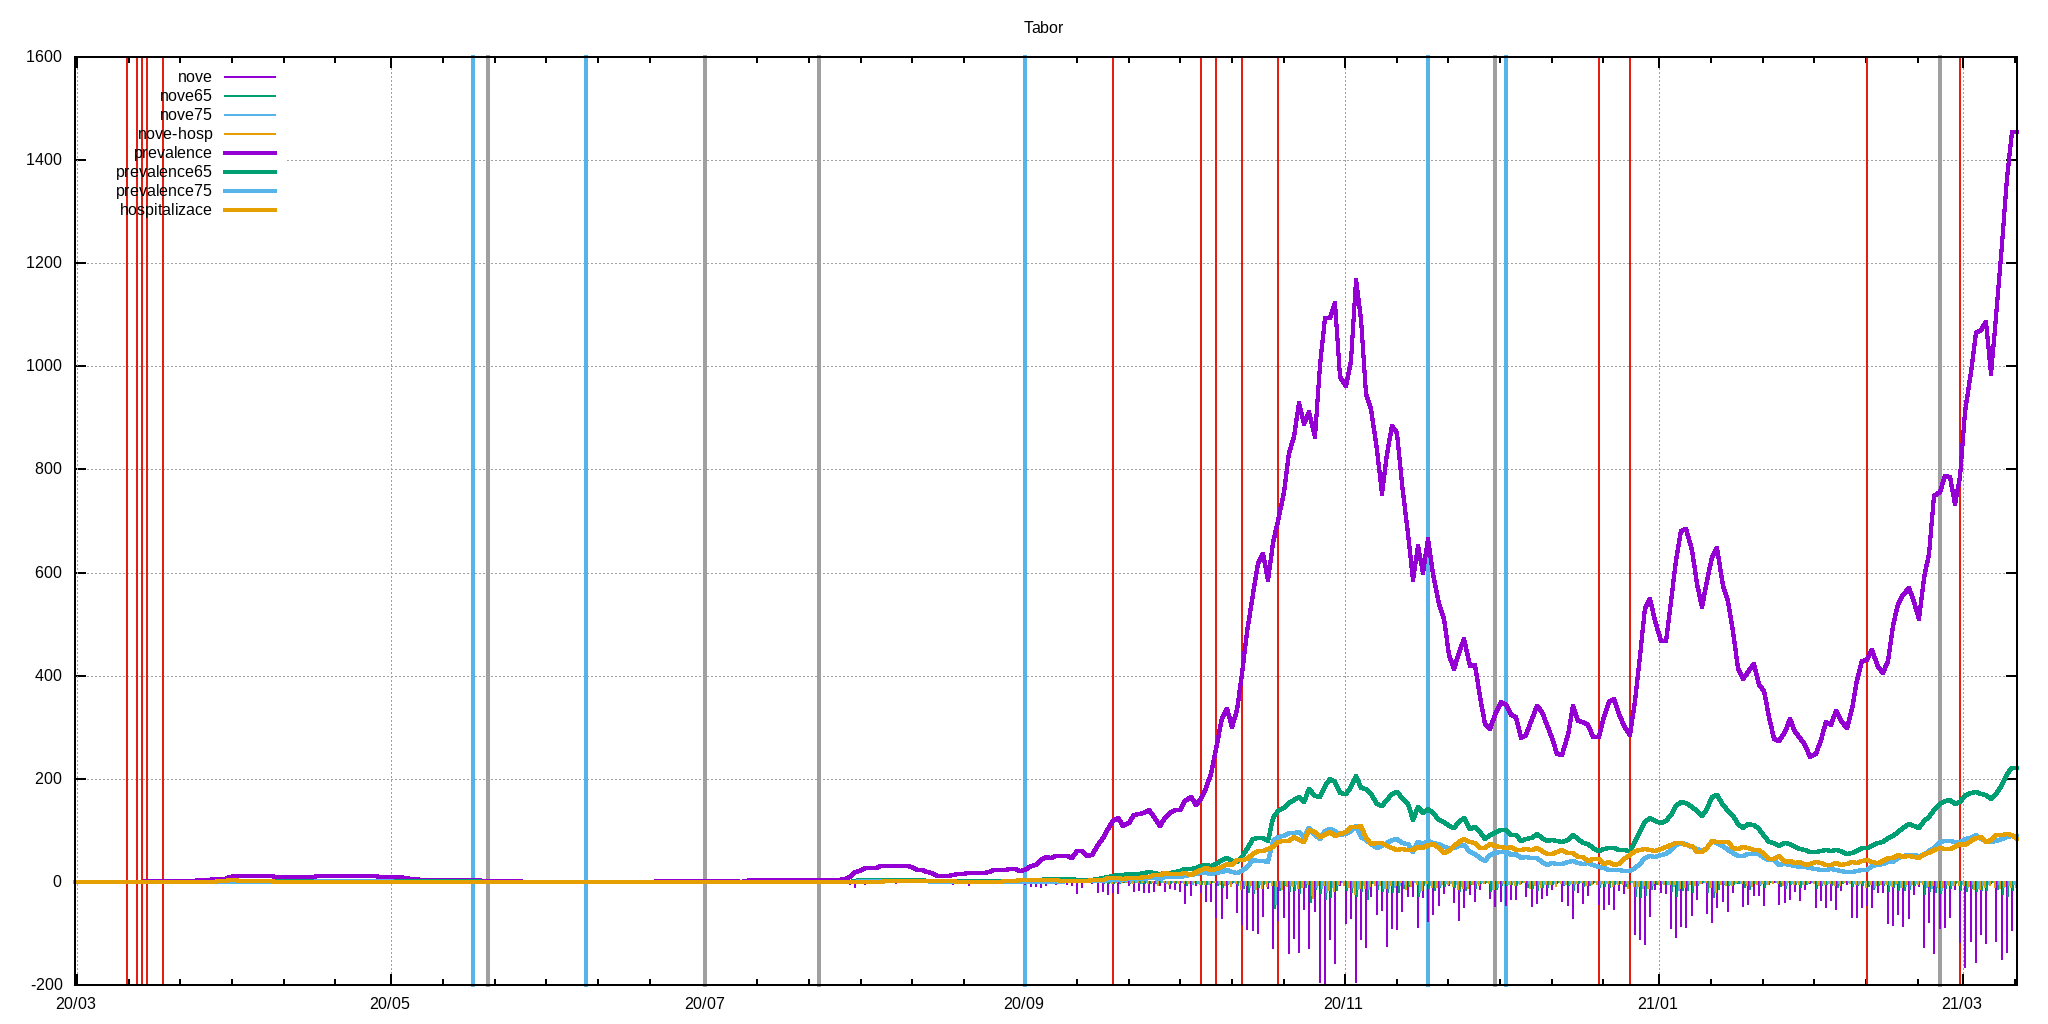 Tabor
1600
1400
1200
1000
800
600
400
200
0
-200
nove
nove65
nove75
nove-hosp
prevalence
prevalence65
prevalence75
hospitalizace
20/03 20/05 20/07 20/09 20/11 21/01 21/03